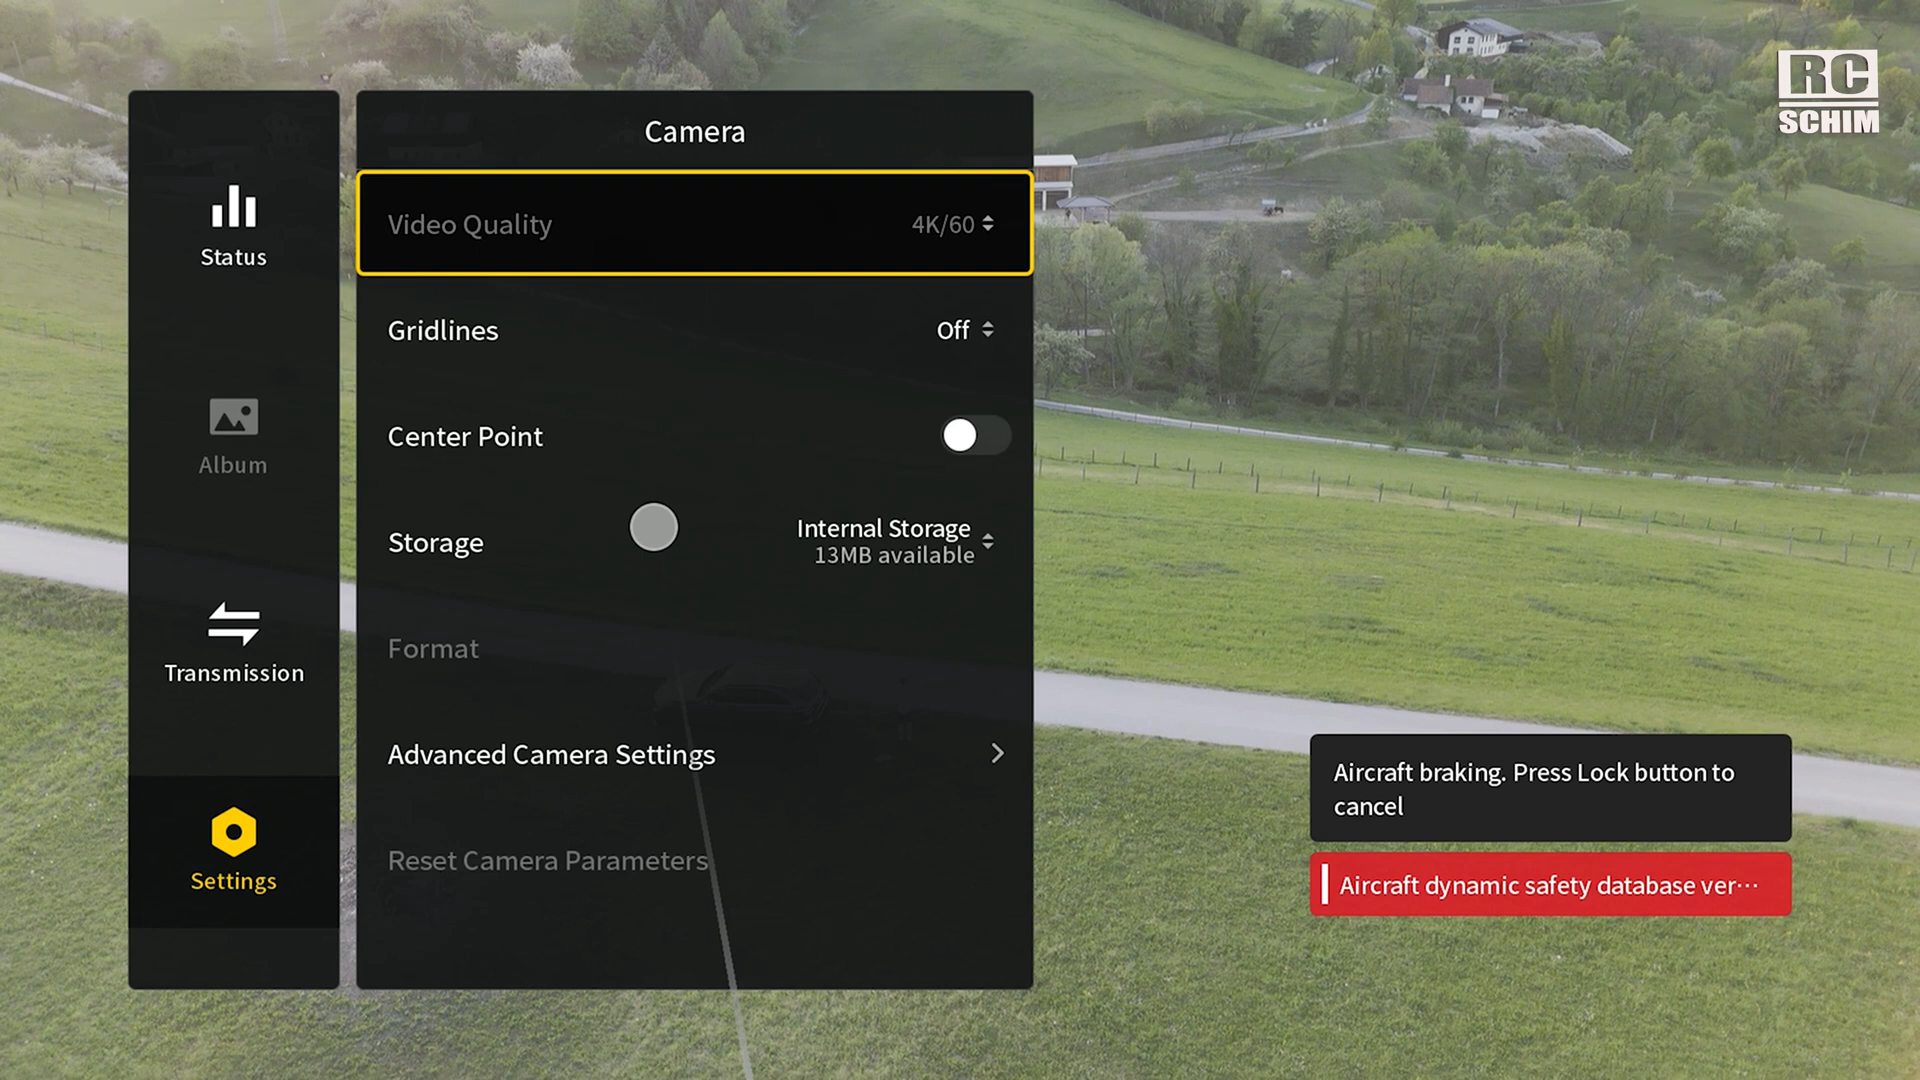 RC
SCHIM
Camera
Status
Video Quality
4K/60
Gridlines
Off
Album
Center Point
Storage
Internal Storage
13MB available
Transmission
Format
Advanced Camera Settings
Settings
Reset Camera Parameters
Aircraft braking. Press Lock button to
cancel
Aircraft dynamic safety database ver···